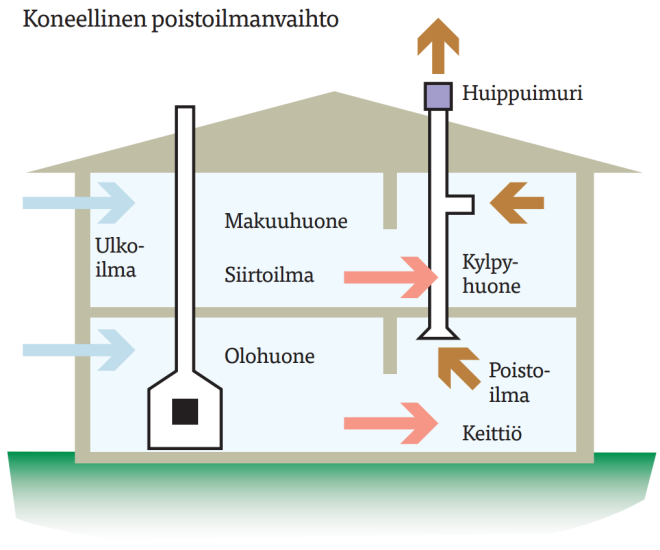 Koneellinen poistoilmanvaihto
Huippuimuri
Makuuhuone
Ulko-
ilma
Siirtoilma
Kylpy-
huone
Olohuone
Poisto-
ilma
Keittiö